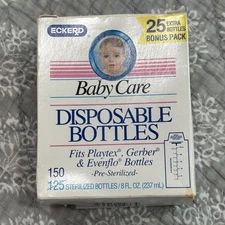 ECKERD
25 EXTRA
BOTTLES
BONUS PACK
Baby Care
DISPOSABLE
BOTTLES
Fits Playtex®, Gerber®
& Evenflo® Bottles
-Pre-Sterilized-
150
125 STERILIZED BOTTLES/8 FL. OZ. (237 mL)